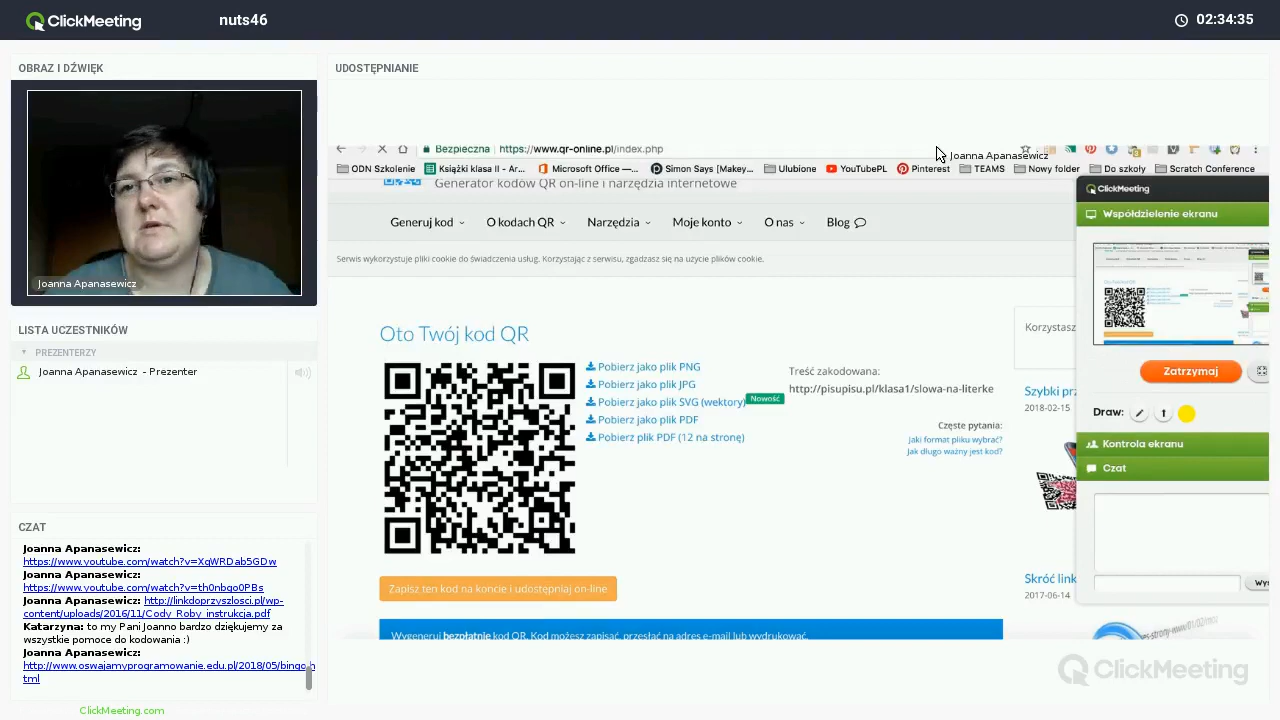 ClickMeeting
nuts46
02:34:35
OBRAZ I DŹWIĘK
Joanna Apanasewicz
LISTA UCZESTNIKÓW
PREZENTERZY
Joanna Apanasewicz - Prezenter
CZAT
Joanna Apanasewicz:
https://www.youtube.com/watch?v=XqWRDab5GDw
Joanna Apanasewicz:
https://www.youtube.com/watch?v=th0nbqo0PBs
Joanna Apanasewicz: http://linkdoprzyszlosci.pl/wp-
content/uploads/2016/11/Cody_Roby_instrukcja.pdf
Katarzyna: to my Pani Joanno bardzo dziękujemy za
wszystkie pomoce do kodowania :)
Joanna Apanasewicz:
http://www.oswajamyprogramowanie.edu.pl/2018/05/bingo.h
tml
ClickMeeting.com
UDOSTĘPNIANIE
Bezpieczna https://www.qr-online.pl/index.php
Joanna Apanasewicz
ODN Szkolenie
Książki klasa II - Ar...
Microsoft Office —...
Simon Says [Makey...
Ulubione
YouTubePL
Pinterest
TEAMS
Nowy folder
Do szkoły
Scratch Conference
Generator kodów QR on-line i narzędzia internetowe
Generuj kod
O kodach QR
Narzędzia
Moje konto
O nas
Blog
Serwis wykorzystuje pliki cookie do świadczenia usług. Korzystając z serwisu, zgadzasz się na użycie plików cookie.
Oto Twój kod QR
Pobierz jako plik PNG
Pobierz jako plik JPG
Pobierz jako plik SVG (wektory) Nowość
Pobierz jako plik PDF
Pobierz plik PDF (12 na stronę)
Treść zakodowana:
http://pisupisu.pl/klasa1/slowa-na-literke
Częste pytania:
Jaki format pliku wybrać?
Jak długo ważny jest kod?
Zapisz ten kod na koncie i udostępniaj on-line
Wygeneruj bezpłatnie kod QR. Kod możesz zapisać, przesłać na adres e-mail lub wydrukować.
Korzystasz
Szybki prz
2018-02-15
Skróć link
2017-06-14
ClickMeeting
Współdzielenie ekranu
Zatrzymaj
Draw:
Kontrola ekranu
Czat
Wy
ClickMeeting